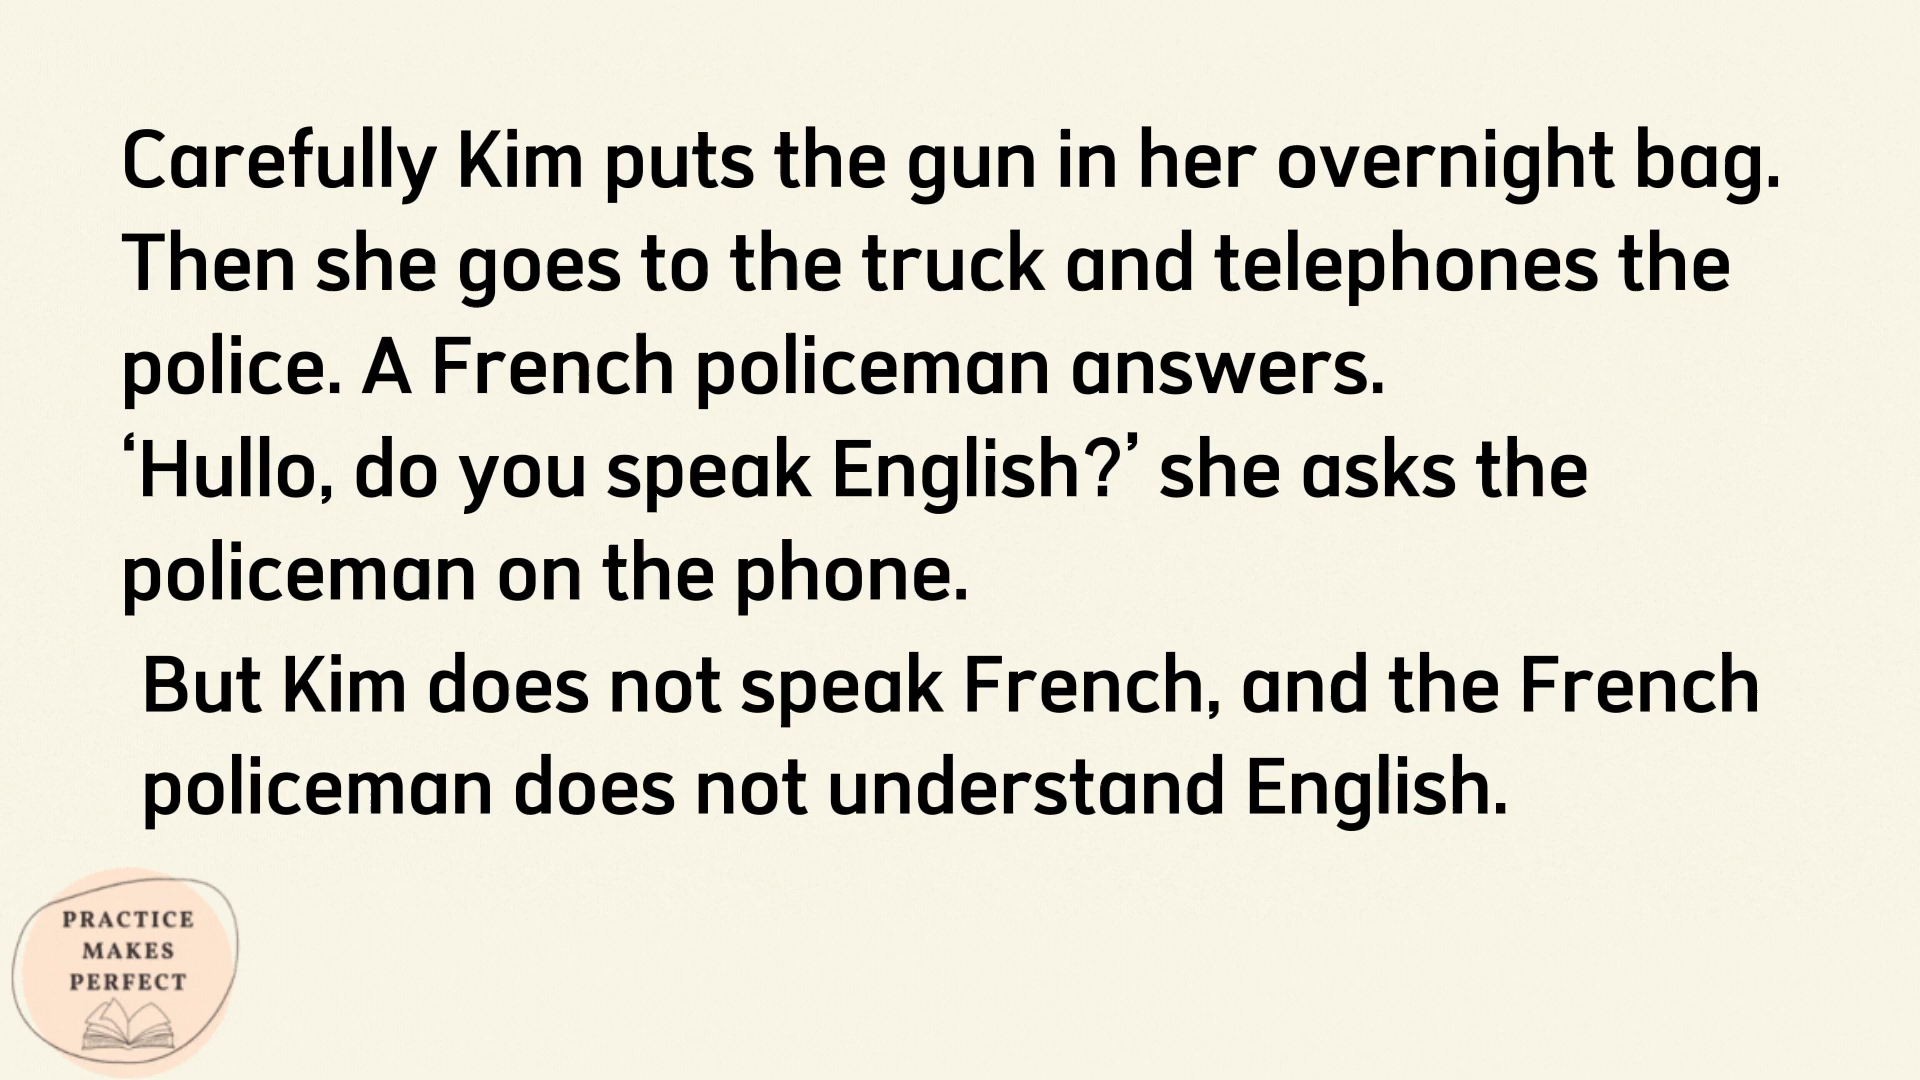 Carefully Kim puts the gun in her overnight bag.
Then she goes to the truck and telephones the
police. A French policeman answers.
‘Hullo, do you speak English?’ she asks the
policeman on the phone.
But Kim does not speak French, and the French
policeman does not understand English.
PRACTICE
MAKES
PERFECT